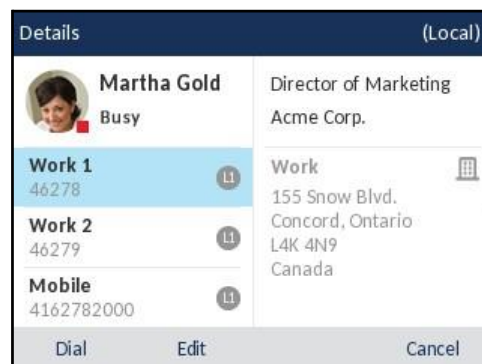 Details (Local)
Martha Gold
Busy
Work 1
46278
L1
Work 2
46279
L1
Mobile
4162782000
L1
Director of Marketing
Acme Corp.
Work
155 Snow Blvd.
Concord, Ontario
L4K 4N9
Canada
Dial Edit Cancel